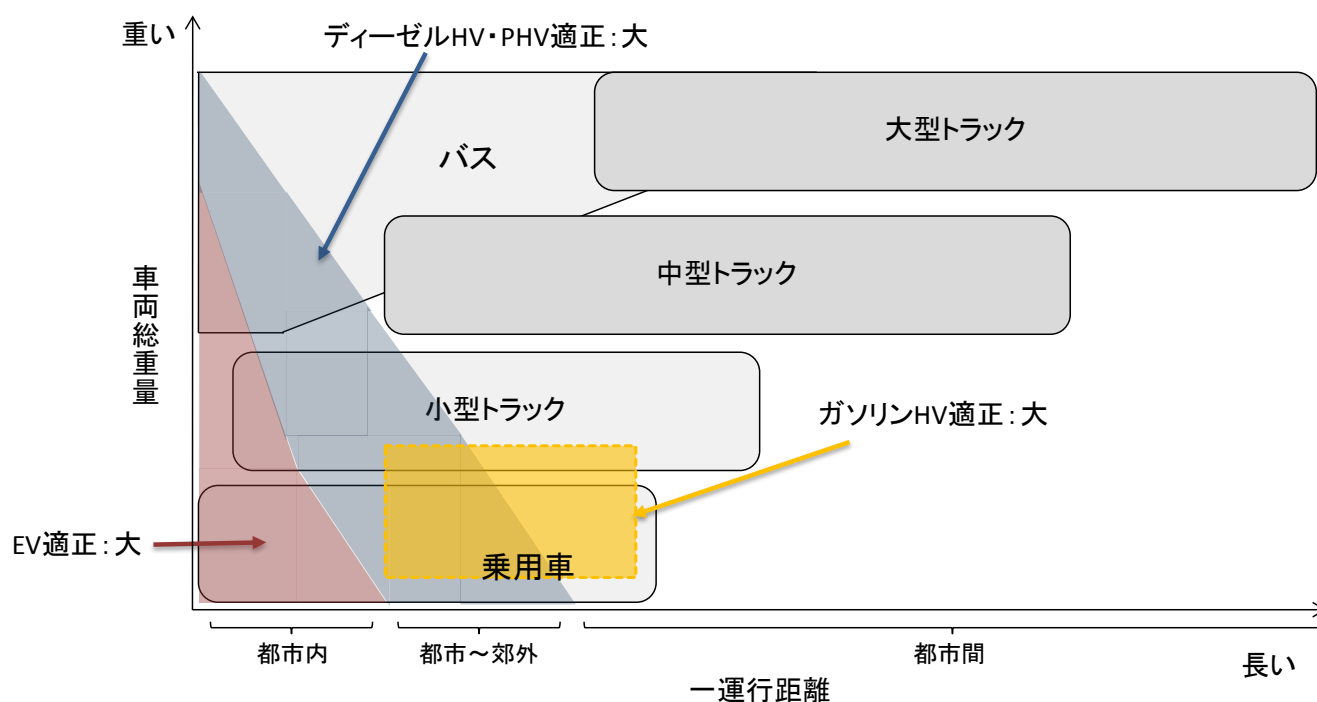 重い
ディーゼルHV・PHV適正：大
大型トラック
バス
中型トラック
車両総重量
小型トラック
ガソリンHV適正：大
EV適正：大
乗用車
都市内
都市～郊外
都市間
長い
一運行距離